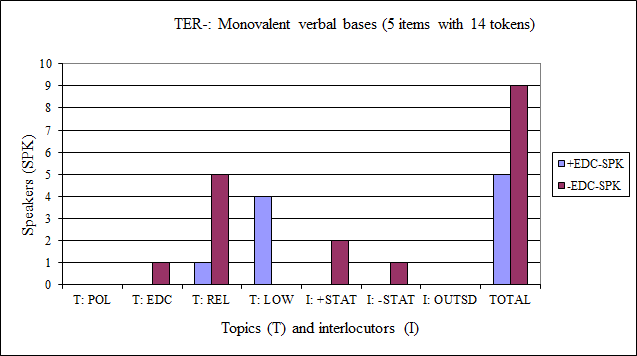 TER-: Monovalent verbal bases (5 items with 14 tokens)
10
9
8
7
6
5
4
3
2
1
0
Speakers (SPK)
T: POL T: EDC T: REL T: LOW I: +STAT I: -STAT I: OUTSD TOTAL
Topics (T) and interlocutors (I)
+EDC-SPK
-EDC-SPK